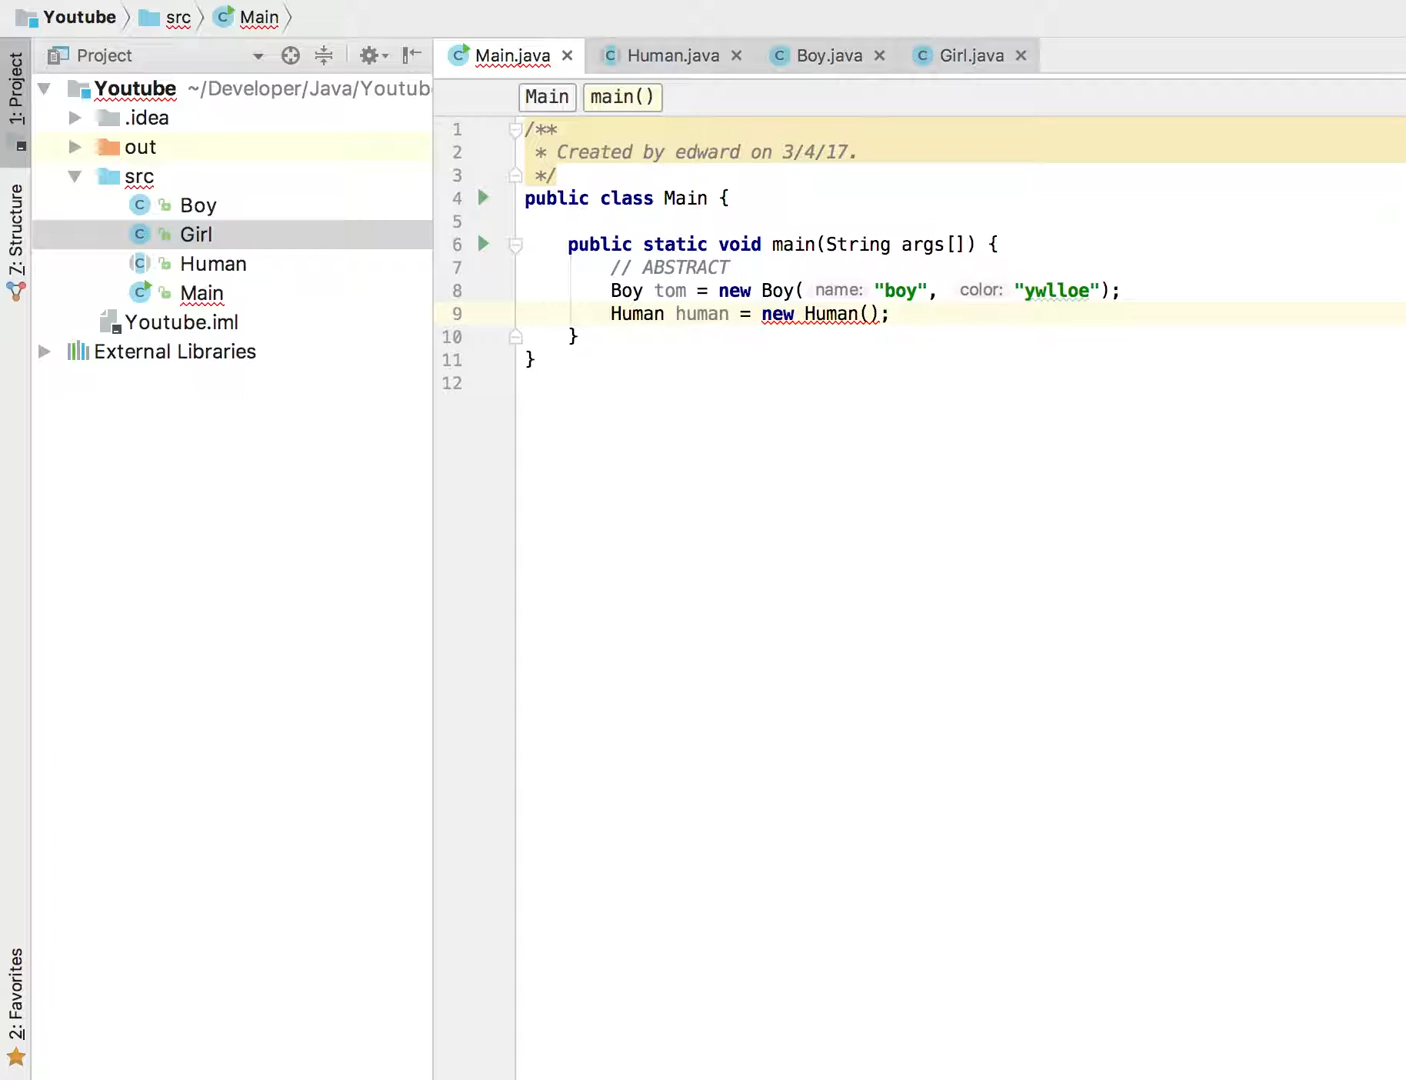 Youtube src Main
1: Project
Project
Main.java Human.java Boy.java Girl.java
Youtube ~/Developer/Java/Youtub
.idea
out
src
Boy
Girl
Human
Main
Youtube.iml
External Libraries
7: Structure
2: Favorites
Main main()
1 /**
2 * Created by edward on 3/4/17.
3 */
4 public class Main {
5
6 public static void main(String args[]) {
7 // ABSTRACT
8 Boy tom = new Boy( name: "boy", color: "ywlloe");
9 Human human = new Human();
10 }
11 }
12